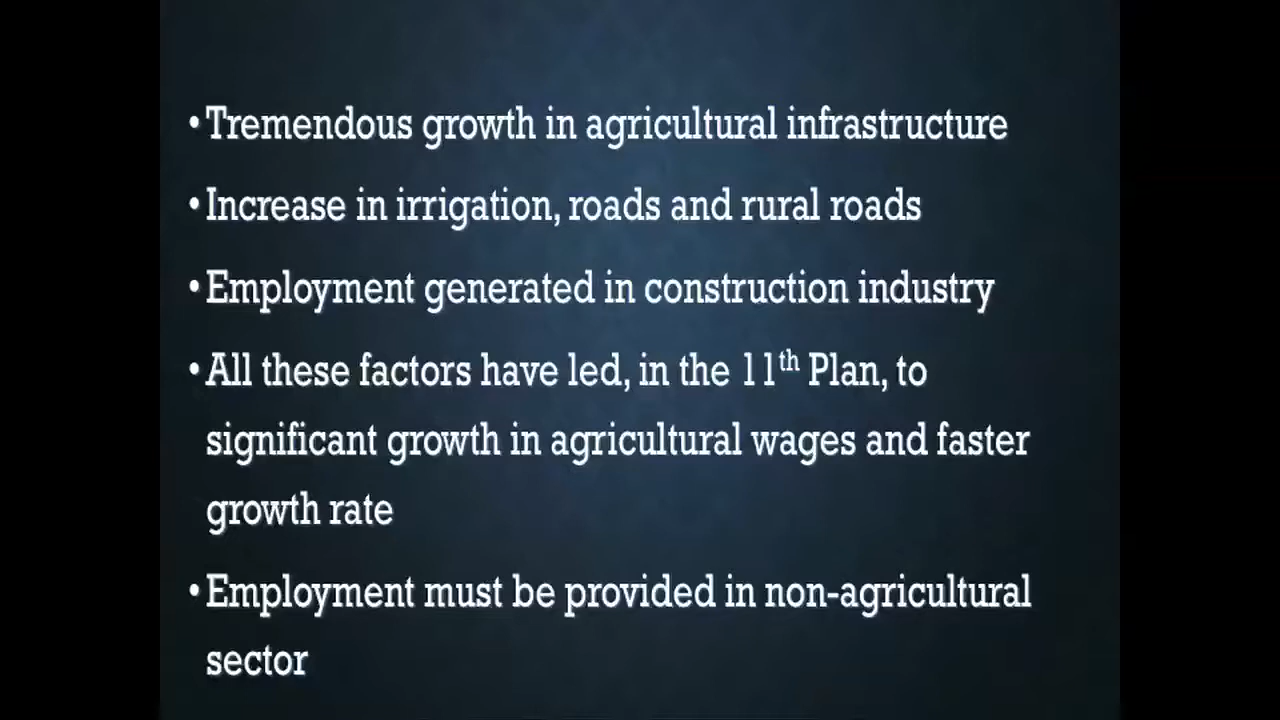 • Tremendous growth in agricultural infrastructure
• Increase in irrigation, roads and rural roads
• Employment generated in construction industry
• All these factors have led, in the 11th Plan, to
significant growth in agricultural wages and faster
growth rate
• Employment must be provided in non-agricultural
sector